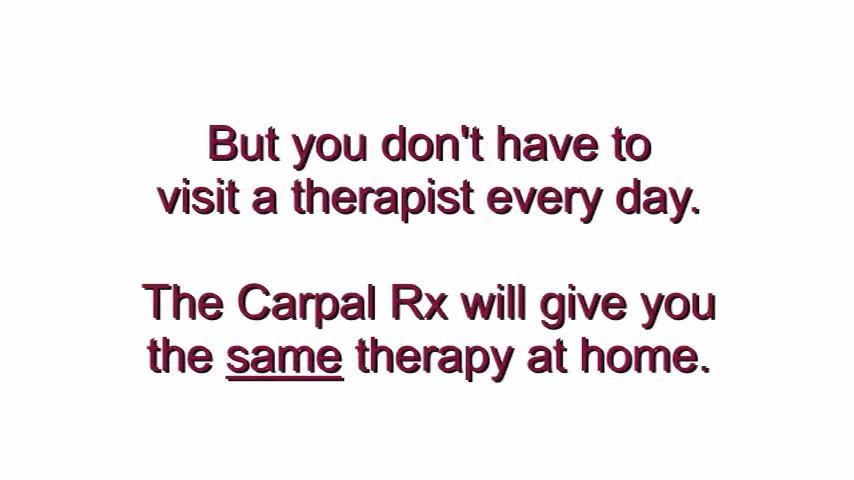 But you don't have to
visit a therapist every day.
The Carpal Rx will give you
the same therapy at home.